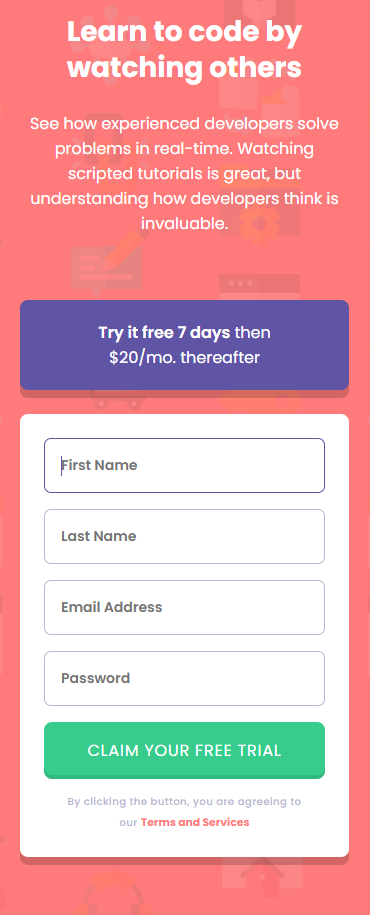 Learn to code by
watching others
See how experienced developers solve
problems in real-time. Watching
scripted tutorials is great, but
understanding how developers think is
invaluable.
Try it free 7 days then
$20/mo. thereafter
First Name
Last Name
Email Address
Password
CLAIM YOUR FREE TRIAL
By clicking the button, you are agreeing to
our Terms and Services